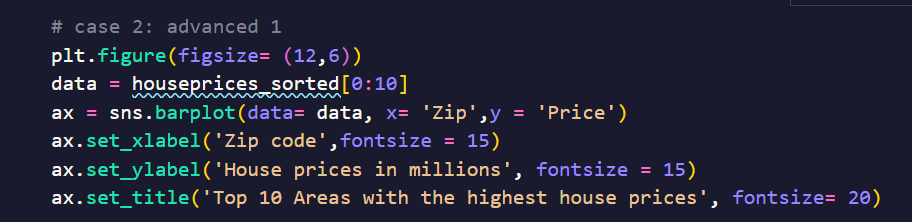 # case 2: advanced 1
plt.figure(figsize= (12,6))
data = houseprices_sorted[0:10]
ax = sns.barplot(data= data, x= 'Zip',y = 'Price')
ax.set_xlabel('Zip code',fontsize = 15)
ax.set_ylabel('House prices in millions', fontsize = 15)
ax.set_title('Top 10 Areas with the highest house prices', fontsize= 20)